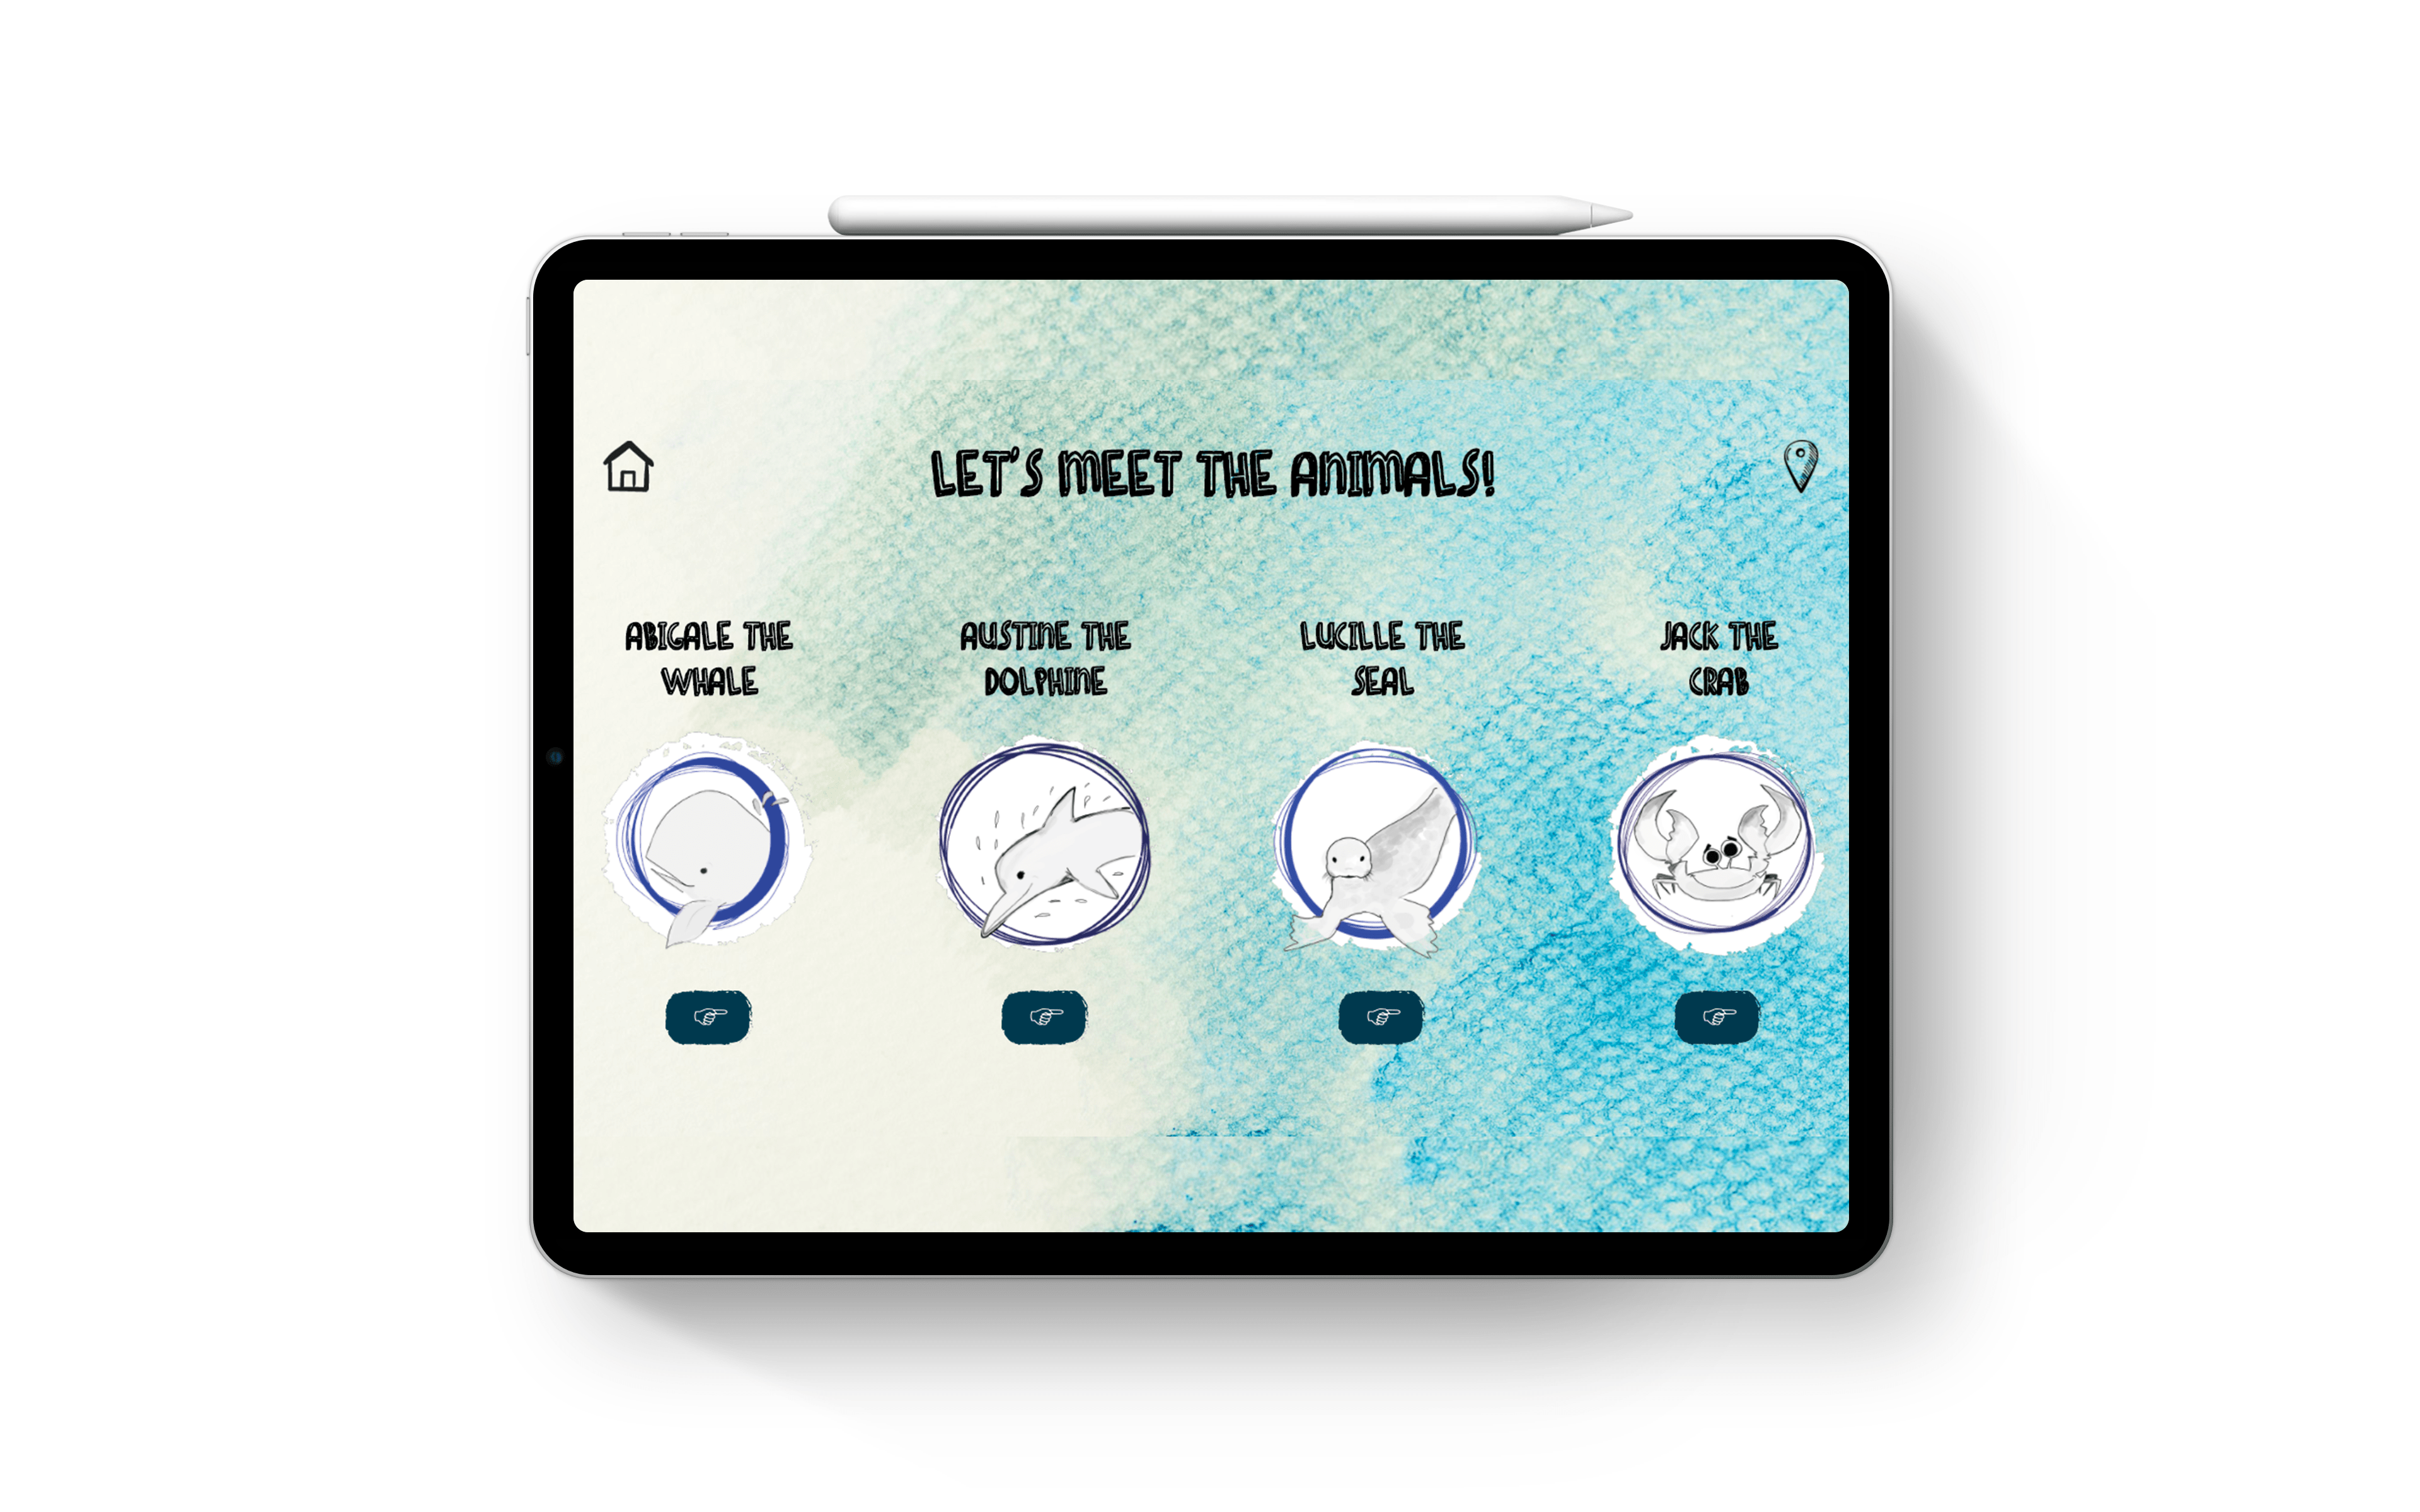 LET'S MEET THE ANIMALS!
ABIGALE THE
WHALE
AUSTINE THE
DOLPHINE
LUCILLE THE
SEAL
JACK THE
CRAB